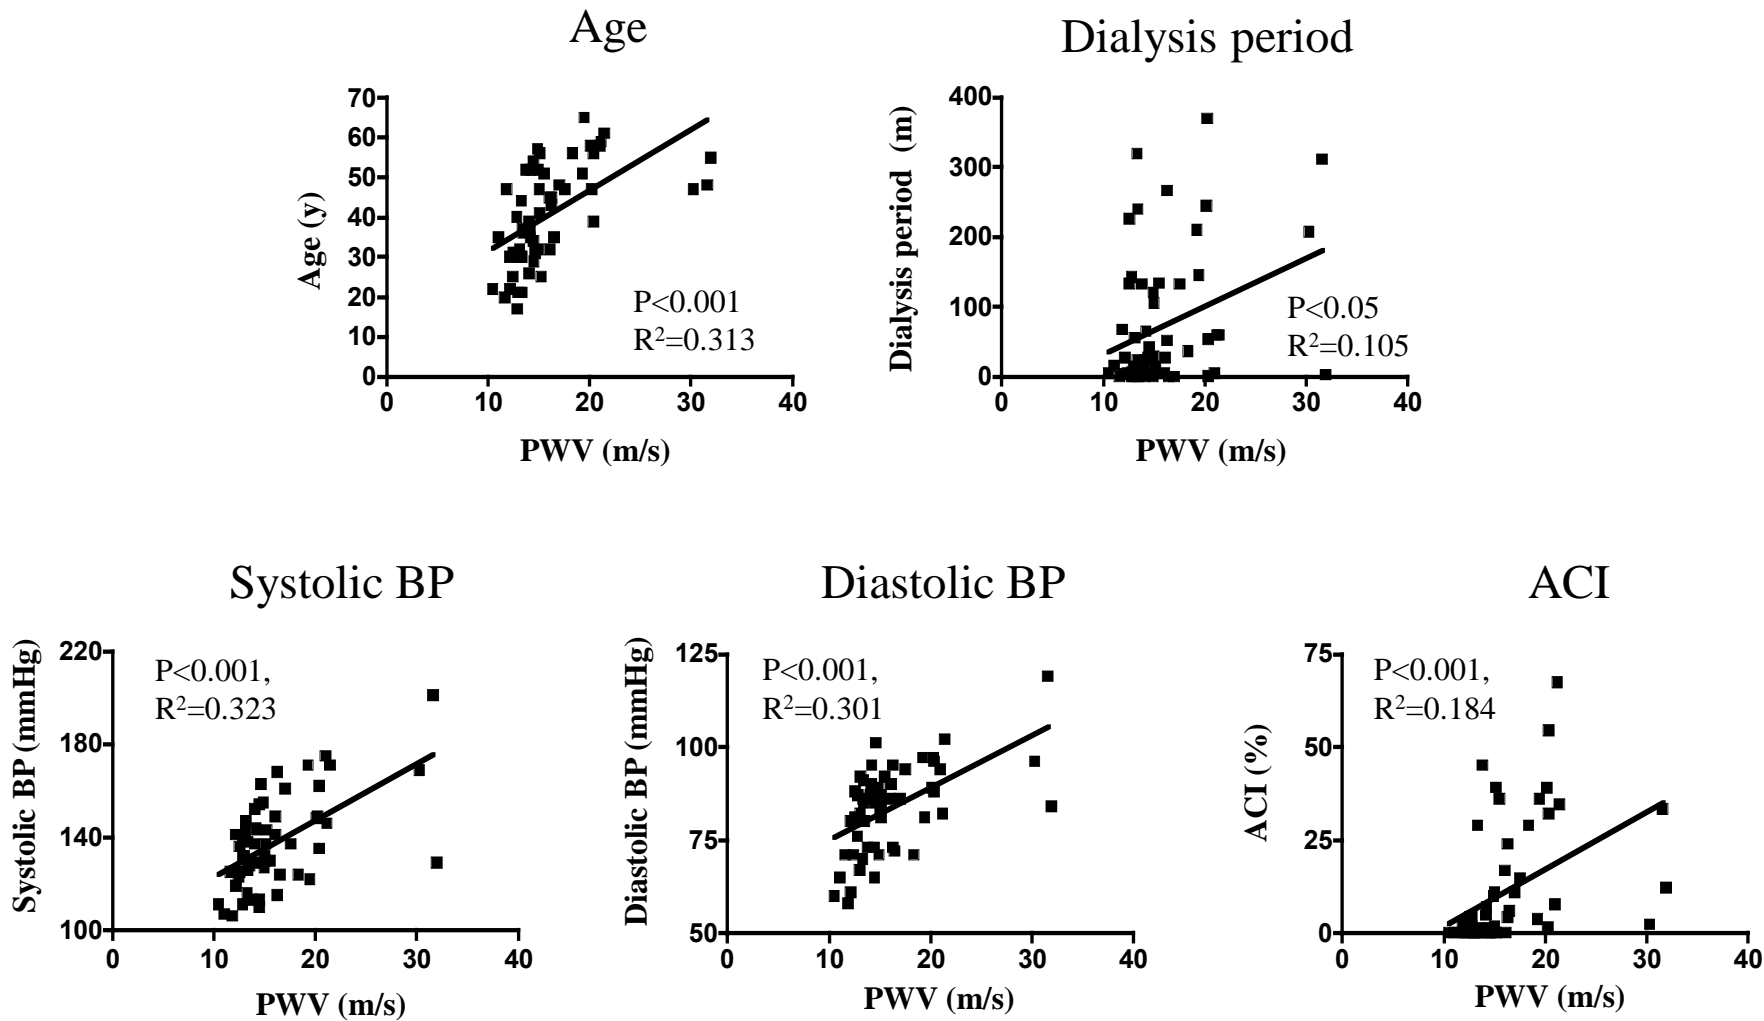 Age
70
60
50
40
30
20
10
0
Age (y)
P<0.001
R²=0.313
0 10 20 30 40
PWV (m/s)
Dialysis period
400
300
200
100
0
Dialysis period (m)
P<0.05
R²=0.105
0 10 20 30 40
PWV (m/s)
Systolic BP
220
180
140
100
Systolic BP (mmHg)
P<0.001,
R²=0.323
0 10 20 30 40
PWV (m/s)
Diastolic BP
125
100
75
50
Diastolic BP (mmHg)
P<0.001,
R²=0.301
0 10 20 30 40
PWV (m/s)
ACI
75
50
25
0
ACI (%)
P<0.001,
R²=0.184
0 10 20 30 40
PWV (m/s)